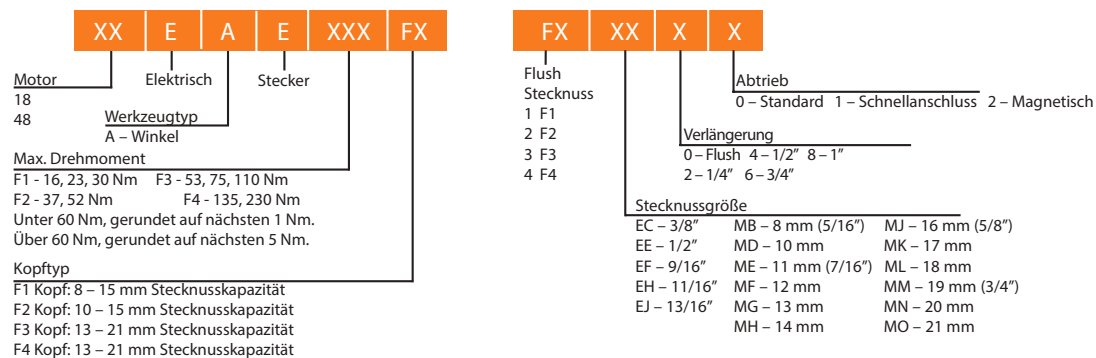 XX E A E XXX FX
Motor
18
48
Elektrisch
Stecker
Werkzeugtyp
A – Winkel
Max. Drehmoment
F1 - 16, 23, 30 Nm F3 - 53, 75, 110 Nm
F2 - 37, 52 Nm F4 - 135, 230 Nm
Unter 60 Nm, gerundet auf nächsten 1 Nm.
Über 60 Nm, gerundet auf nächsten 5 Nm.
Kopftyp
F1 Kopf: 8 – 15 mm Stecknusskapazität
F2 Kopf: 10 – 15 mm Stecknusskapazität
F3 Kopf: 13 – 21 mm Stecknusskapazität
F4 Kopf: 13 – 21 mm Stecknusskapazität
FX XX X X
Flush
Stecknuss
1 F1
2 F2
3 F3
4 F4
Abtrieb
0 – Standard 1 – Schnellanschluss 2 – Magnetisch
Verlängerung
0 – Flush 4 – 1/2” 8 – 1”
2 – 1/4” 6 – 3/4”
Stecknussgröße
EC – 3/8” MB – 8 mm (5/16”) MJ – 16 mm (5/8”)
EE – 1/2” MD – 10 mm MK – 17 mm
EF – 9/16” ME – 11 mm (7/16”) ML – 18 mm
EH – 11/16” MF – 12 mm MM – 19 mm (3/4”)
EJ – 13/16” MG – 13 mm MN – 20 mm
MH – 14 mm MO – 21 mm